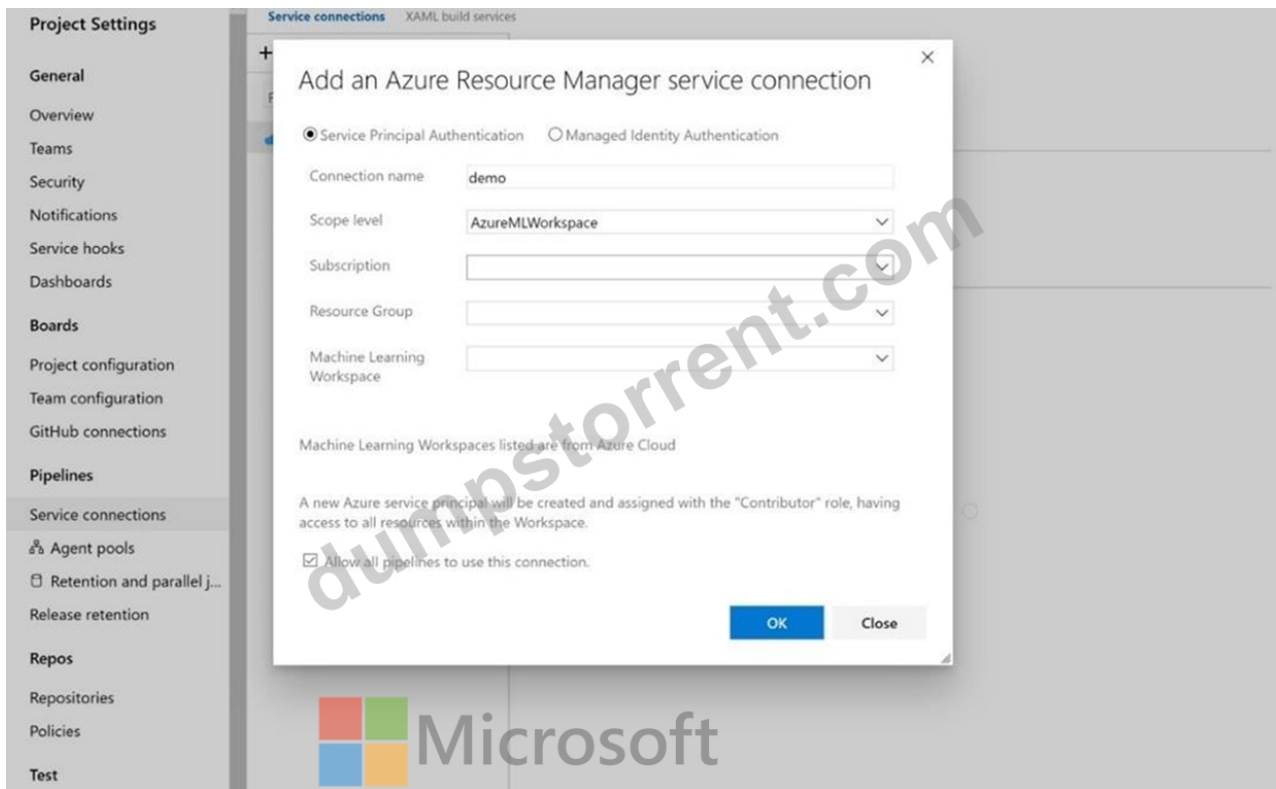 Project Settings
General
Overview
Teams
Security
Notifications
Service hooks
Dashboards
Boards
Project configuration
Team configuration
GitHub connections
Pipelines
Service connections
Agent pools
Retention and parallel j...
Release retention
Repos
Repositories
Policies
Test
Service connections XAML build services
+
F
Add an Azure Resource Manager service connection
Service Principal Authentication Managed Identity Authentication
Connection name demo
Scope level AzureMLWorkspace
Subscription
Resource Group
Machine Learning
Workspace
Machine Learning Workspaces listed are from Azure Cloud
A new Azure service principal will be created and assigned with the "Contributor" role, having
access to all resources within the Workspace.
Allow all pipelines to use this connection.
OK Close
dumpstorrent.com
Microsoft